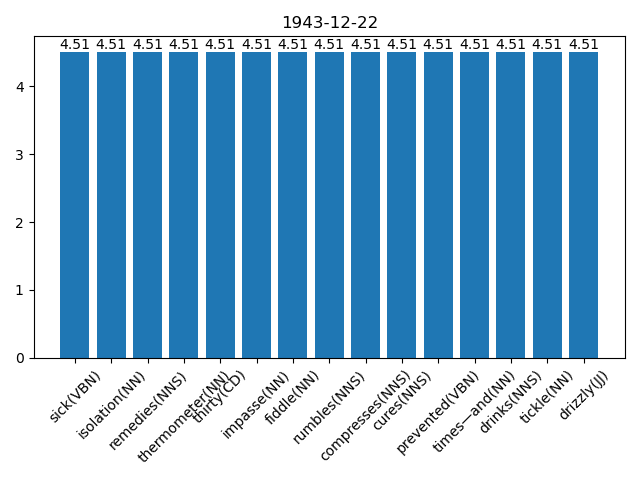 1943-12-22
4.51 4.51 4.51 4.51 4.51 4.51 4.51 4.51 4.51 4.51 4.51 4.51 4.51 4.51 4.51
4
3
2
1
0
sick(VBN)
isolation(NN)
remedies(NNS)
thermometer(NN)
thirty(CD)
impasse(NN)
fiddle(NN)
rumbles(NNS)
compresses(NNS)
cures(NNS)
prevented(VBN)
times—and(NN)
drinks(NNS)
tickle(NN)
drizzly(JJ)